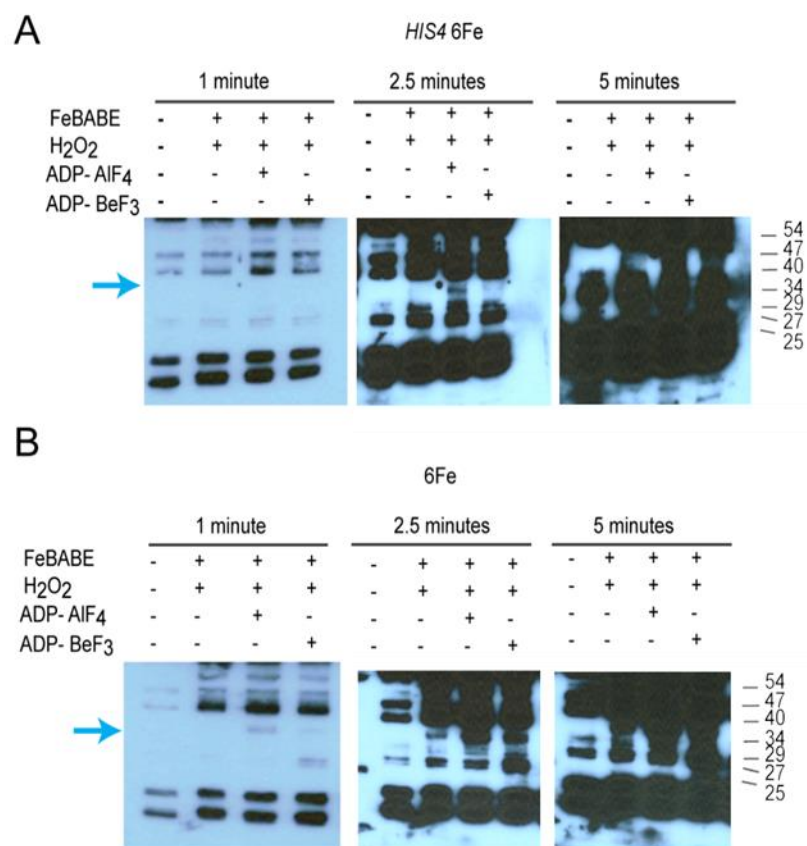 A
HIS4 6Fe
1 minute 2.5 minutes 5 minutes
FeBABE - + + + - + + + - + + +
H2O2 - + + + - + + + - + + +
ADP- AlF4 - - + - - - + - - - + -
ADP- BeF3 - - - + - - - + - - - +
54
47
40
34
29
27
25
B
6Fe
1 minute 2.5 minutes 5 minutes
FeBABE - + + + - + + + - + + +
H2O2 - + + + - + + + - + + +
ADP- AlF4 - - + - - - + - - - + -
ADP- BeF3 - - - + - - - + - - - +
54
47
40
34
29
27
25